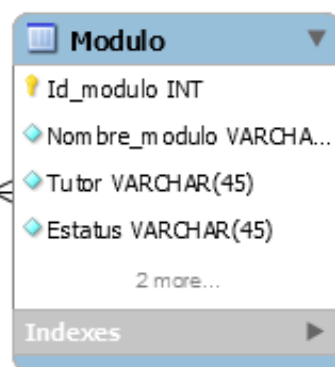 Modulo
Id_modulo INT
Nombre_modulo VARCHA...
Tutor VARCHAR(45)
Estatus VARCHAR(45)
2 more...
Indexes